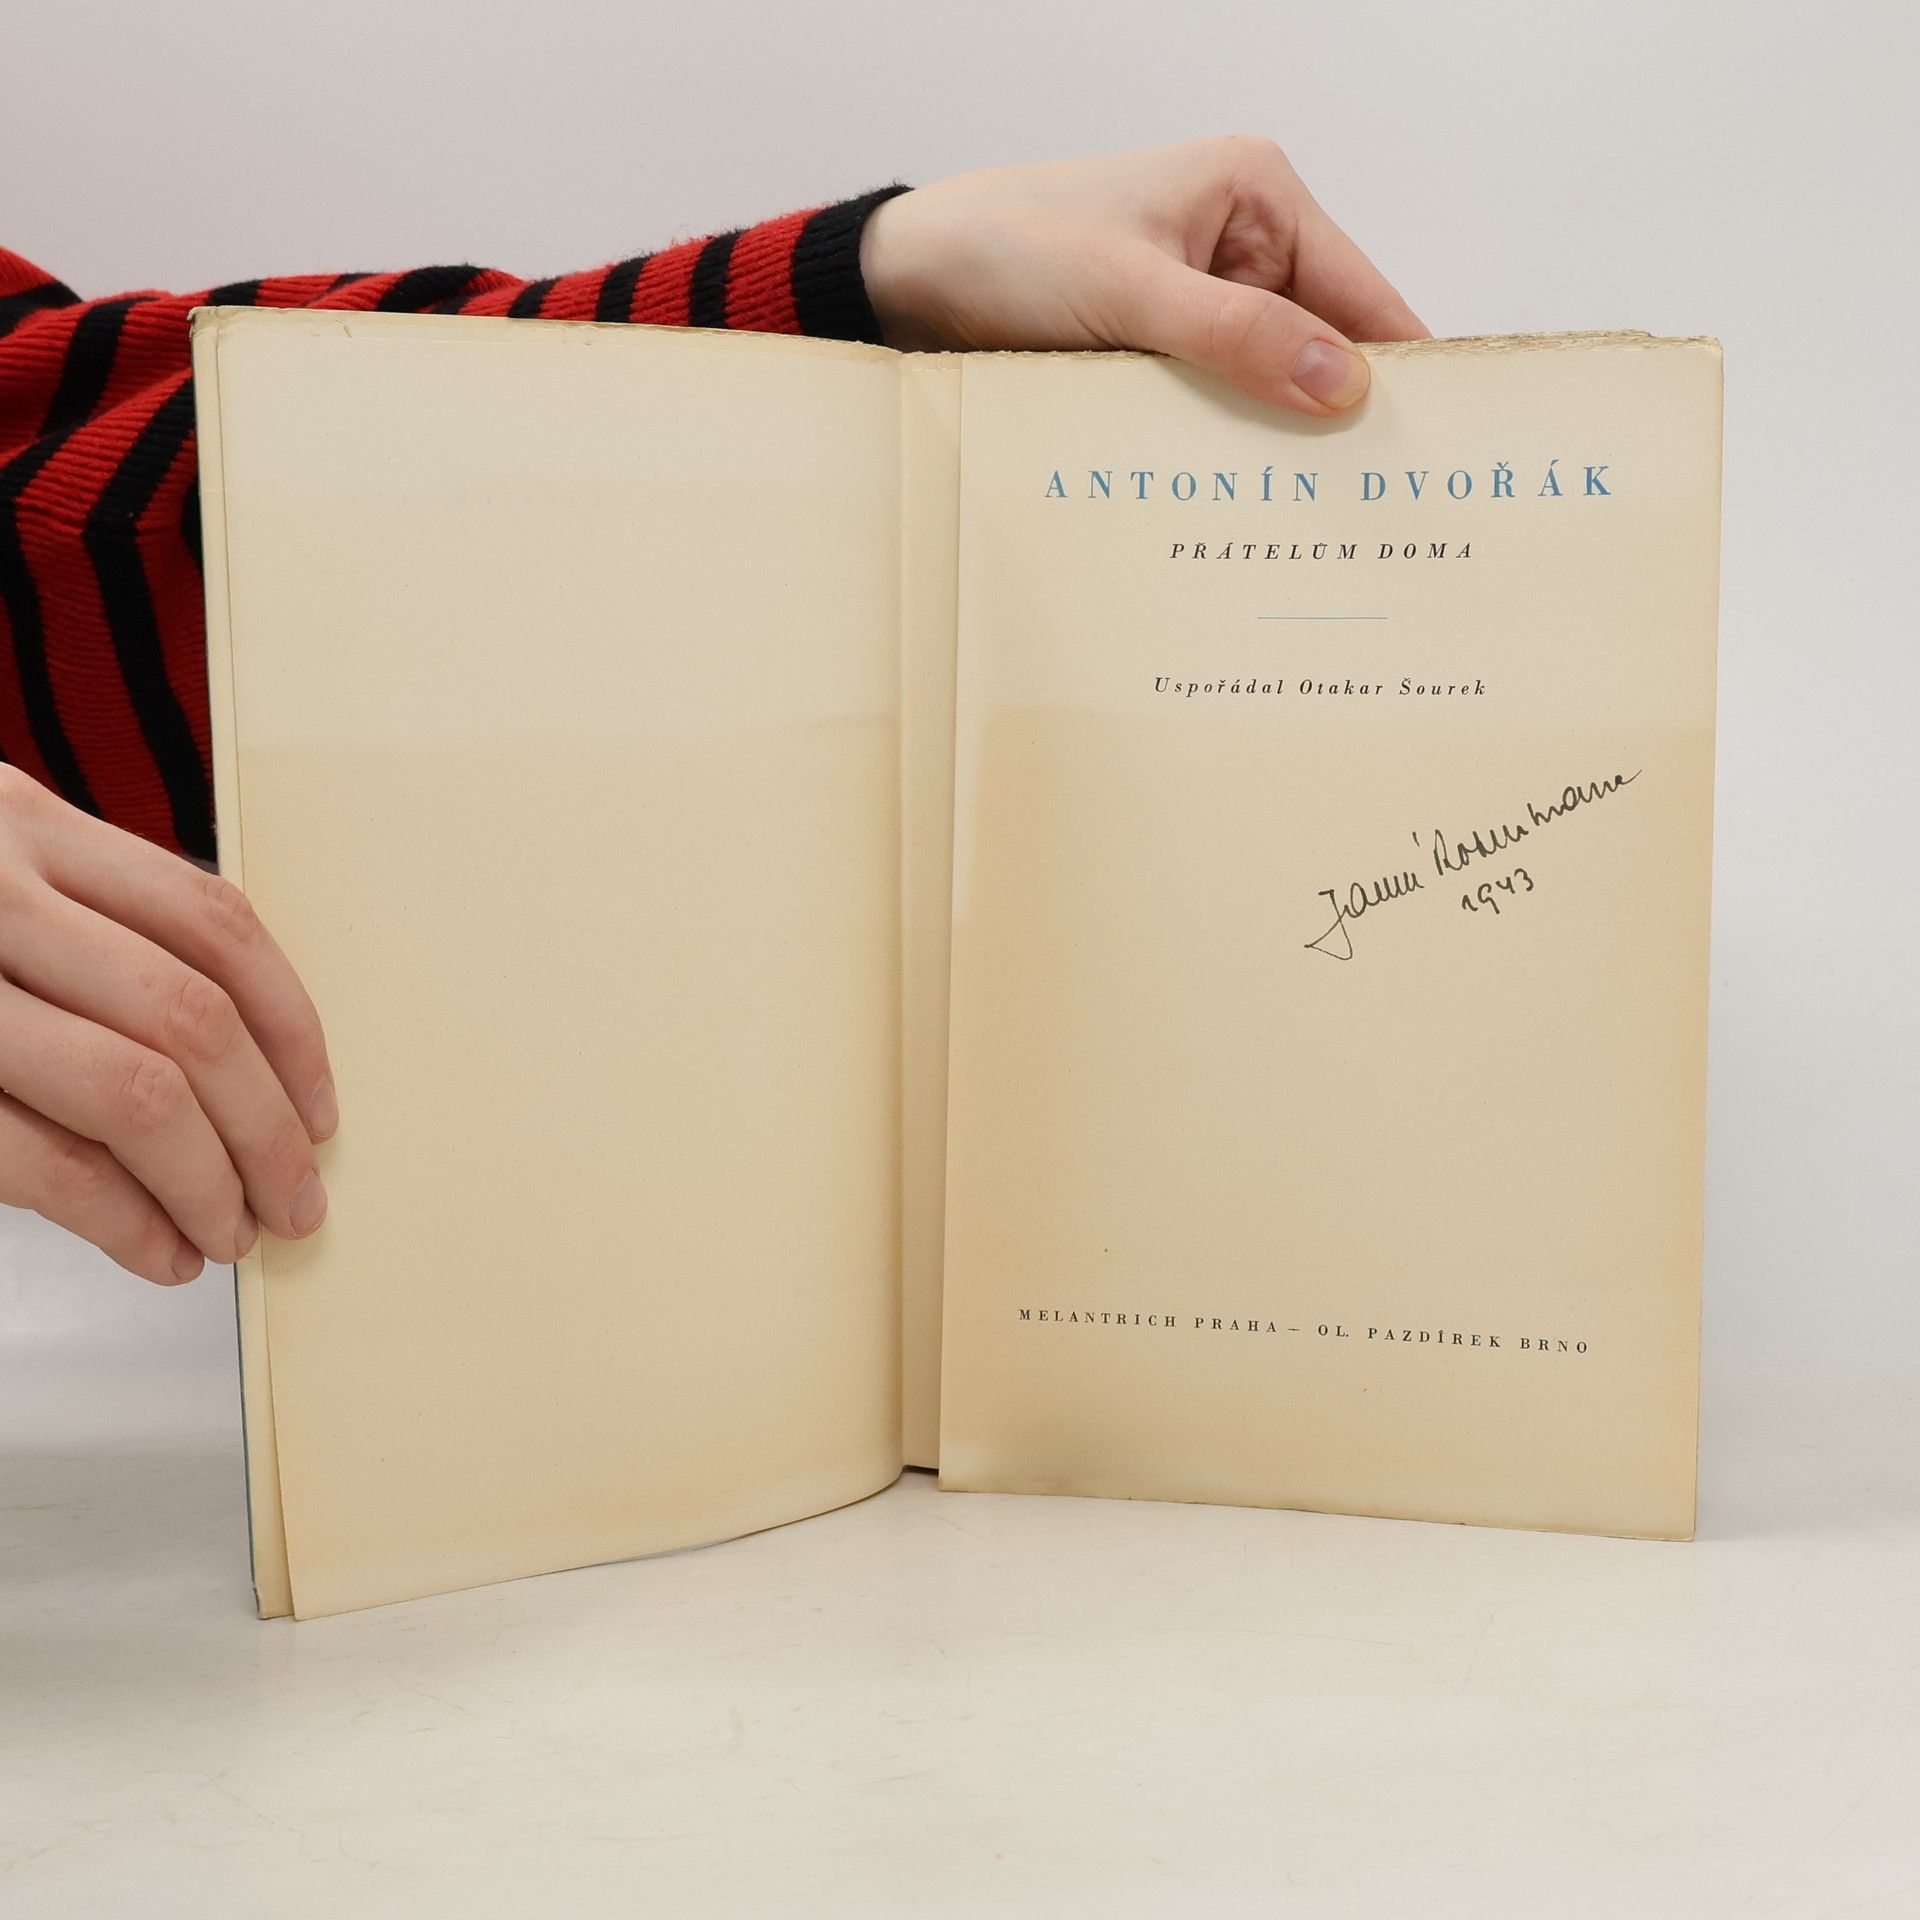 ANTONÍN DVOŘÁK
PŘÁTELŮM DOMA
Uspořádal Otakar Šourek
1943
MELANTRICH PRAHA – OL. PAZDÍREK BRNO